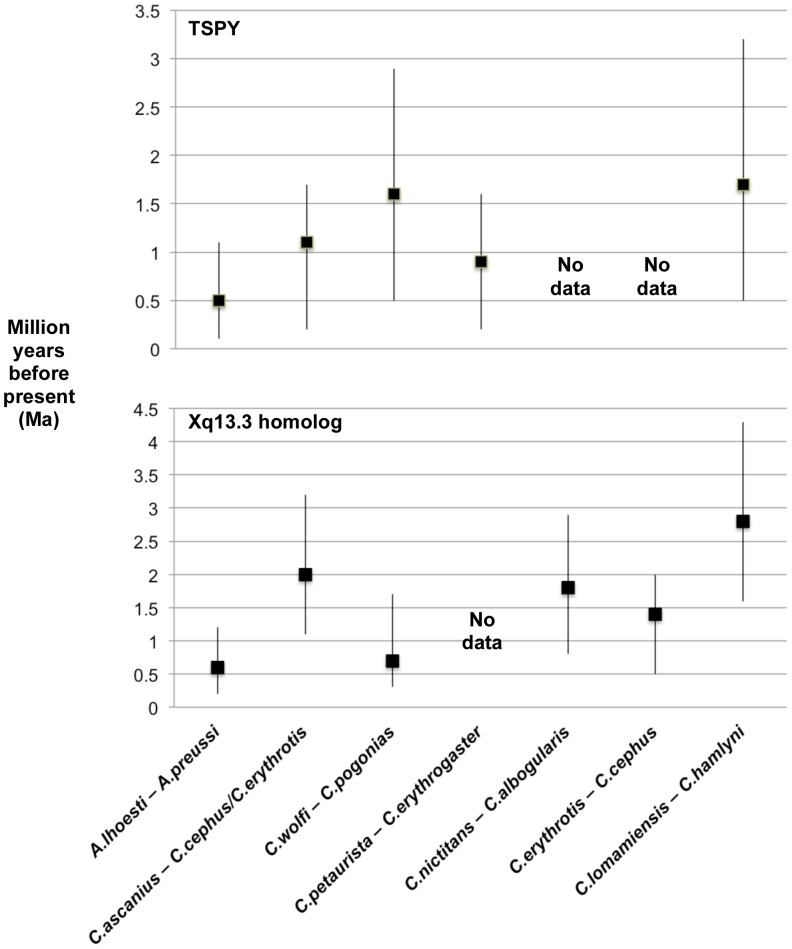 TSPY
3.5
3
2.5
2
1.5
1
0.5
0
No
data
No
data
Million
years
before
present
(Ma)
Xq13.3 homolog
4.5
4
3.5
3
2.5
2
1.5
1
0.5
0
No
data
A.lhoesti – A.preussi
C.ascanius – C.cephus/C.erythrotis
C.wolfi – C.pogonias
C.petaurista – C.erythrogaster
C.nictitans – C.albogularis
C.erythrotis – C.cephus
C.lomamiensis – C.hamlyni